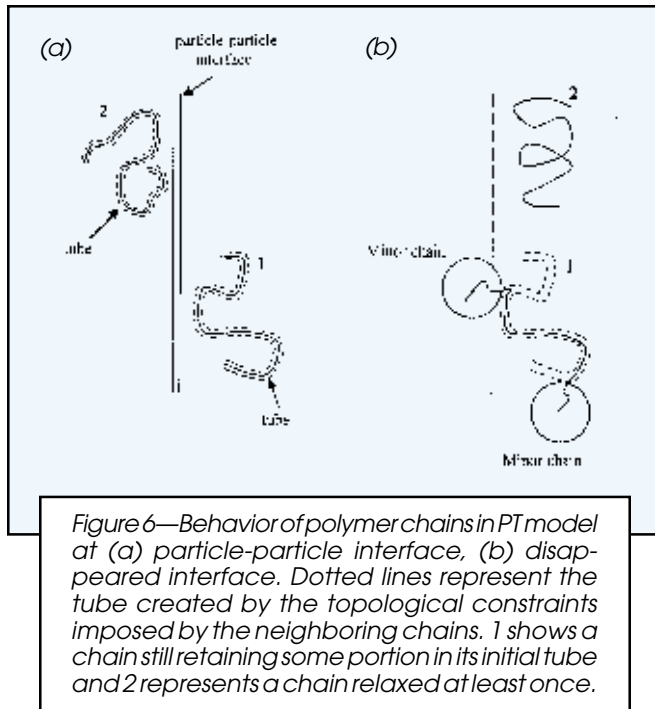 (a)
particle-particle
interface
(b)
2
2
tube
1
Minor chain
1
i
tube
Minor chain
Figure 6—Behavior of polymer chains in PT model
at (a) particle-particle interface, (b) disap-
peared interface. Dotted lines represent the
tube created by the topological constraints
imposed by the neighboring chains. 1 shows a
chain still retaining some portion in its initial tube
and 2 represents a chain relaxed at least once.